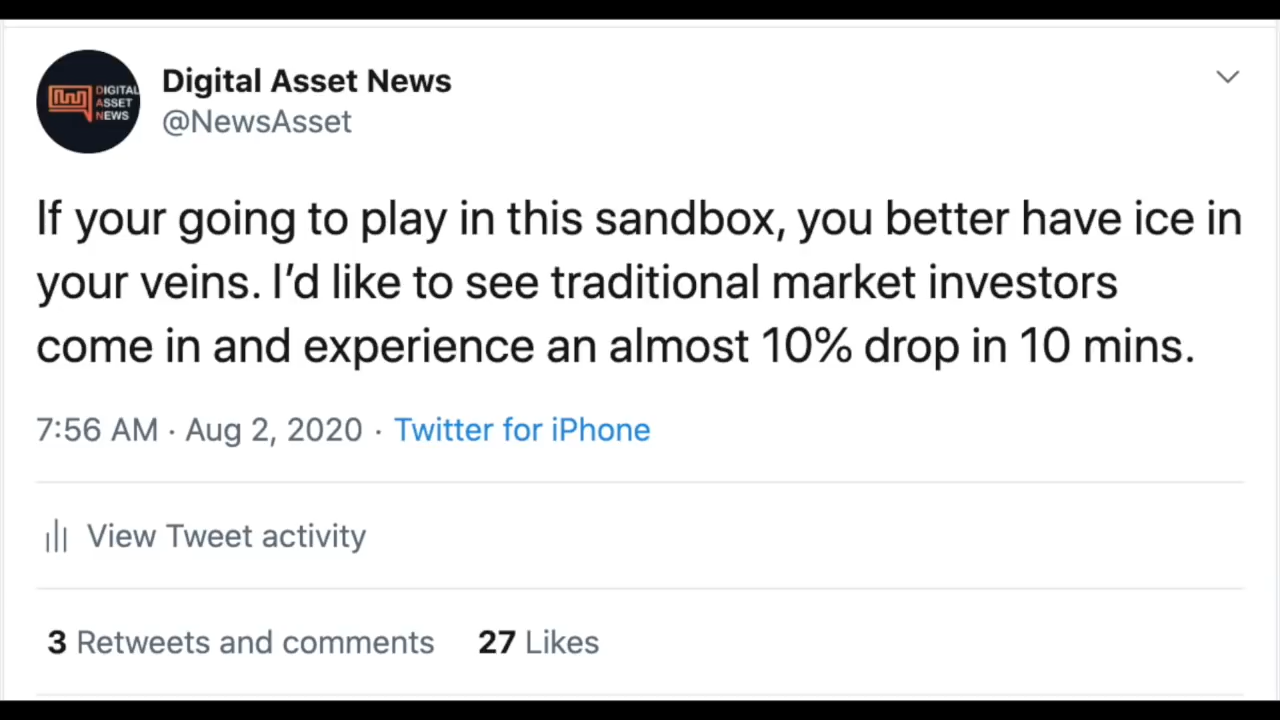 DIGITAL
ASSET
NEWS
Digital Asset News
@NewsAsset
If your going to play in this sandbox, you better have ice in
your veins. I’d like to see traditional market investors
come in and experience an almost 10% drop in 10 mins.
7:56 AM · Aug 2, 2020 · Twitter for iPhone
View Tweet activity
3 Retweets and comments 27 Likes